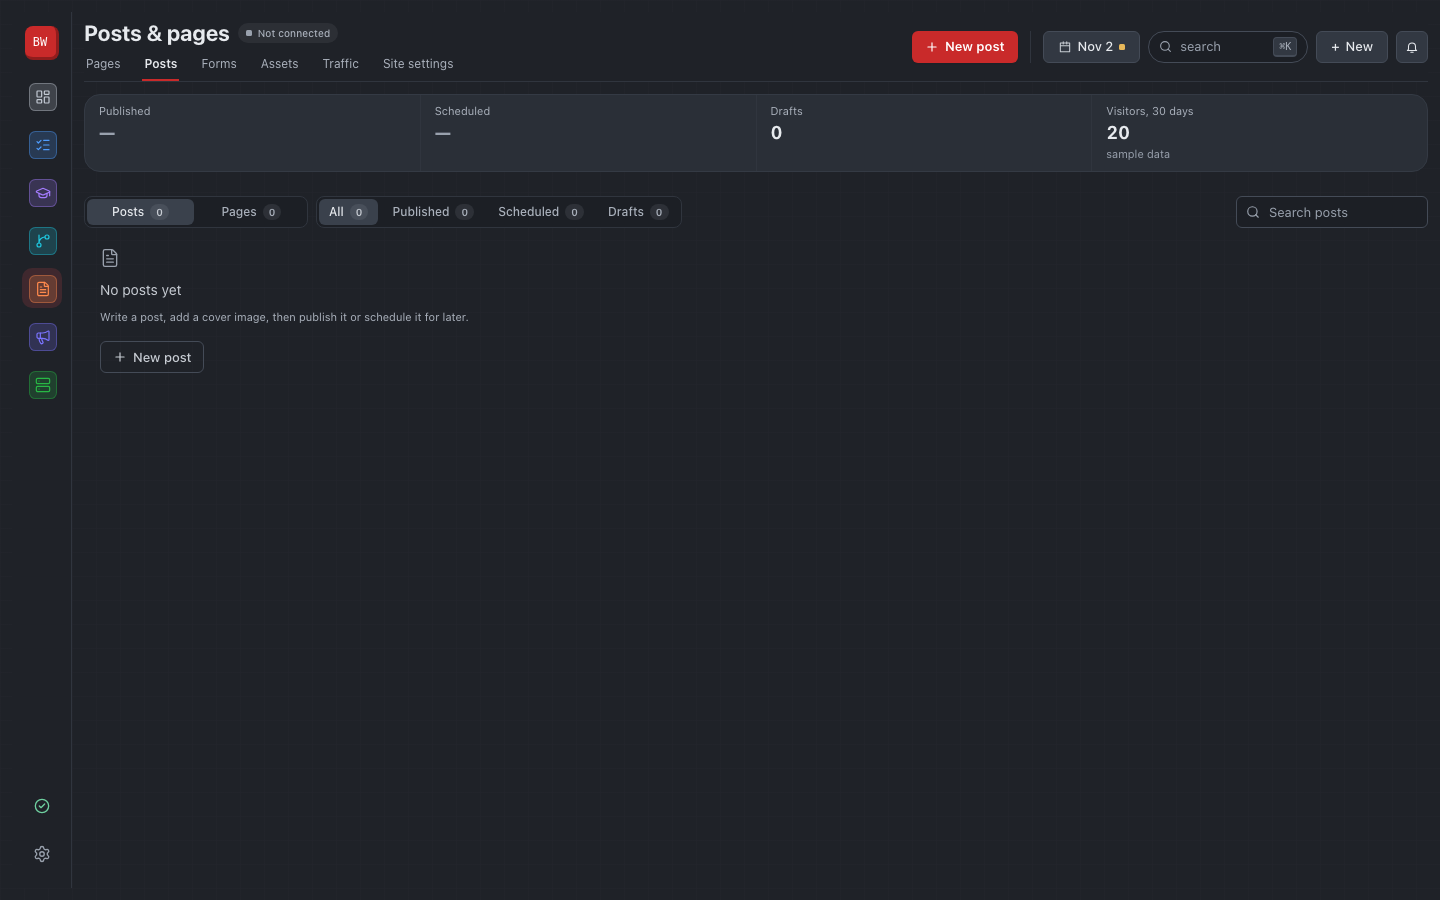 BW
Posts & pages
Not connected
Pages
Posts
Forms
Assets
Traffic
Site settings
New post
Nov 2
search
⌘K
+ New
Published
—
Scheduled
—
Drafts
0
Visitors, 30 days
20
sample data
Posts 0
Pages 0
All 0
Published 0
Scheduled 0
Drafts 0
Search posts
No posts yet
Write a post, add a cover image, then publish it or schedule it for later.
New post